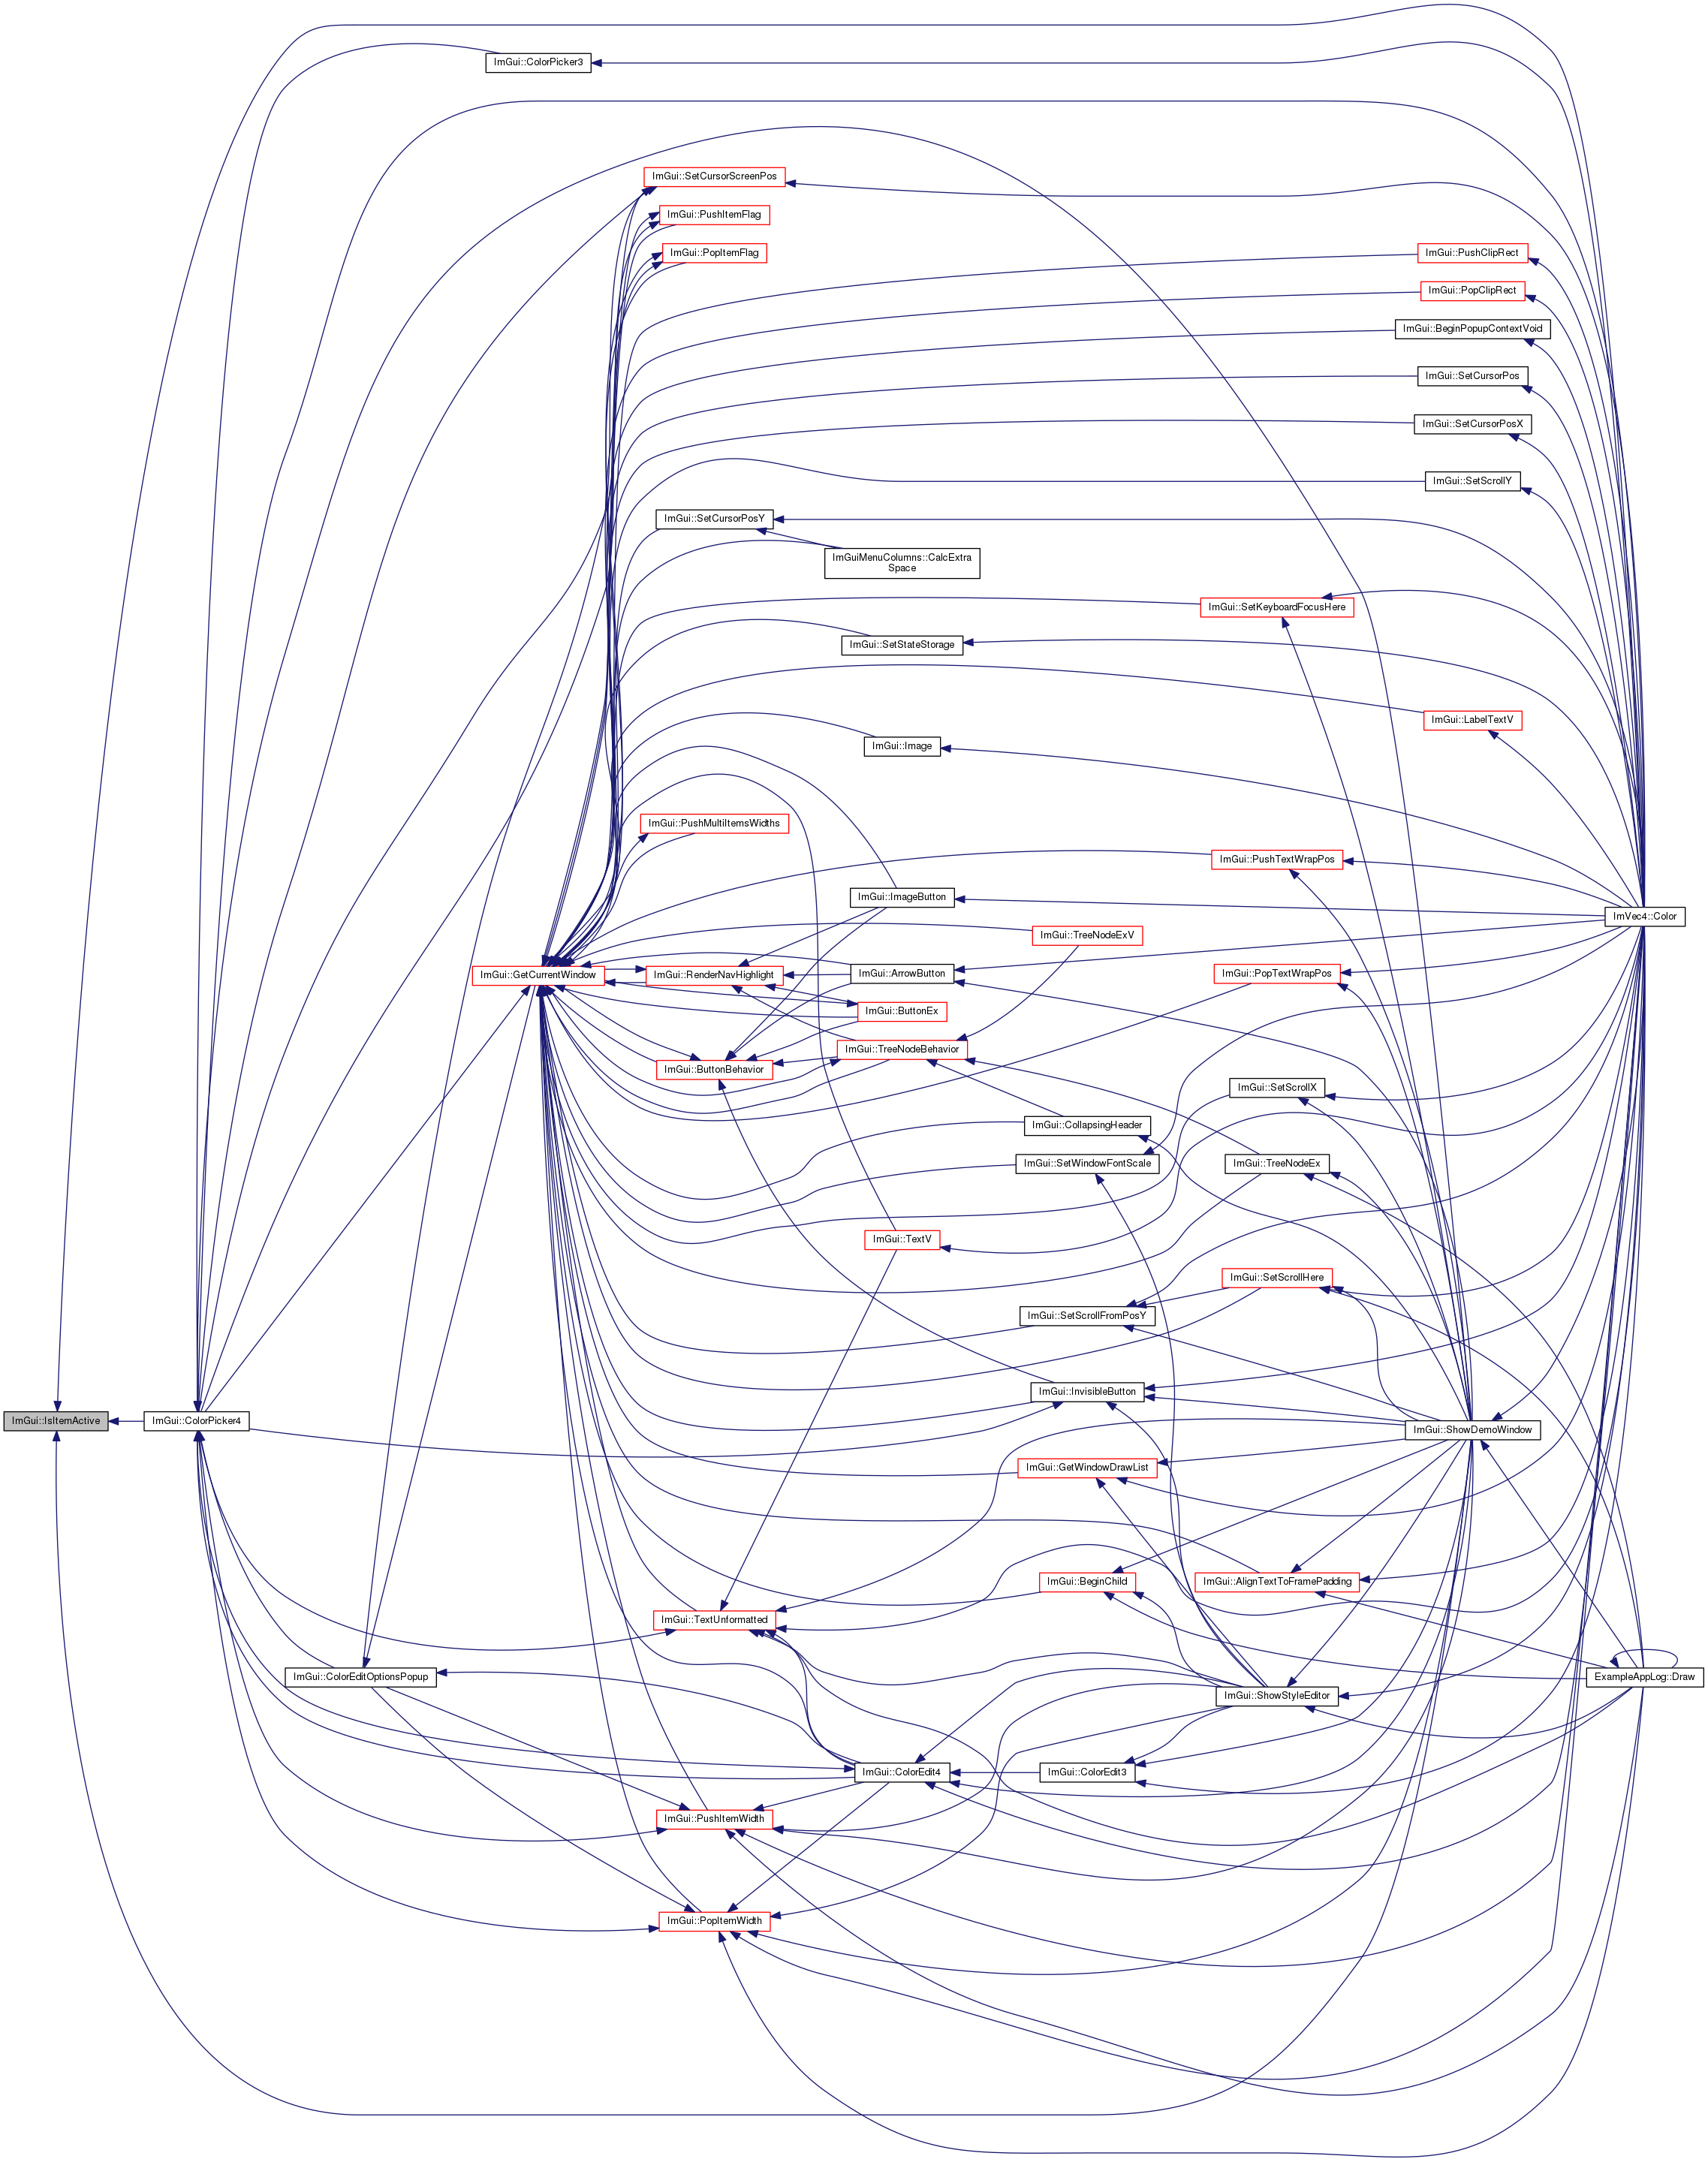 ImGui::ColorPicker3
ImGui::SetCursorScreenPos
ImGui::PushItemFlag
ImGui::PopItemFlag
ImGui::PushClipRect
ImGui::PopClipRect
ImGui::BeginPopupContextVoid
ImGui::SetCursorPos
ImGui::SetCursorPosX
ImGui::SetScrollY
ImGui::SetCursorPosY
ImGuiMenuColumns::CalcExtra
Space
ImGui::SetKeyboardFocusHere
ImGui::SetStateStorage
ImGui::LabelTextV
ImGui::Image
ImGui::PushMultiItemsWidths
ImGui::PushTextWrapPos
ImGui::ImageButton
ImVec4::Color
ImGui::TreeNodeExV
ImGui::GetCurrentWindow
ImGui::RenderNavHighlight
ImGui::ArrowButton
ImGui::PopTextWrapPos
ImGui::ButtonEx
ImGui::TreeNodeBehavior
ImGui::ButtonBehavior
ImGui::SetScrollX
ImGui::CollapsingHeader
ImGui::SetWindowFontScale
ImGui::TreeNodeEx
ImGui::TextV
ImGui::SetScrollHere
ImGui::SetScrollFromPosY
ImGui::InvisibleButton
ImGui::IsItemActive
ImGui::ColorPicker4
ImGui::ShowDemoWindow
ImGui::GetWindowDrawList
ImGui::BeginChild
ImGui::AlignTextToFramePadding
ImGui::TextUnformatted
ImGui::ColorEditOptionsPopup
ExampleAppLog::Draw
ImGui::ShowStyleEditor
ImGui::ColorEdit4
ImGui::ColorEdit3
ImGui::PushItemWidth
ImGui::PopItemWidth